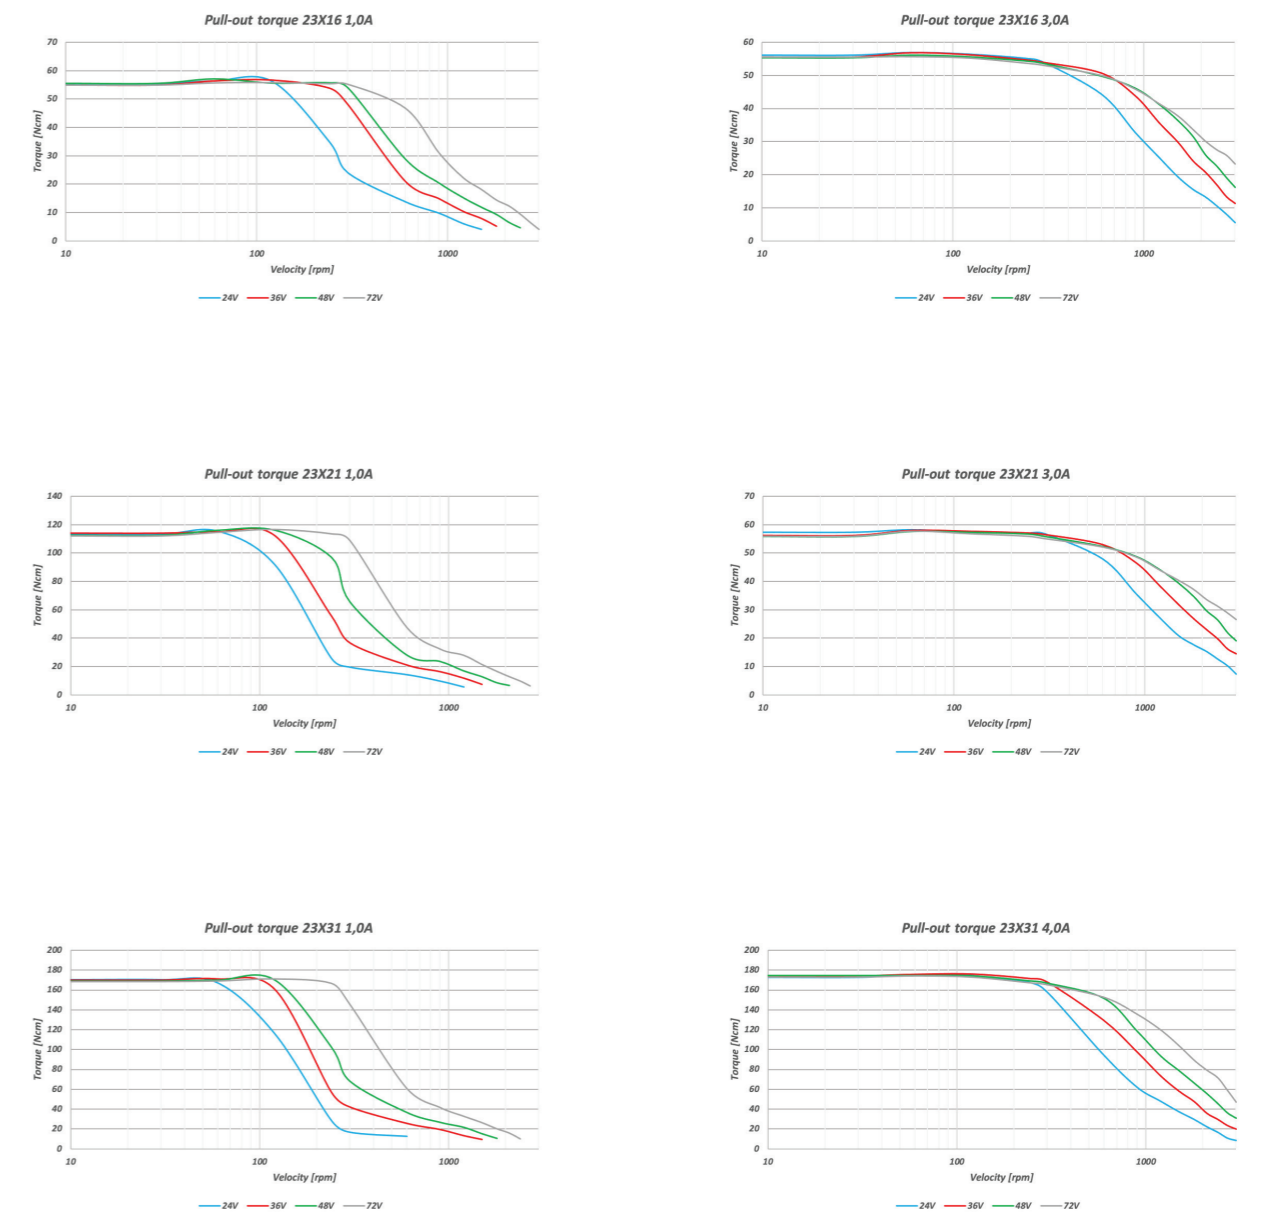 Pull-out torque 23X16 1,0A
Torque [Ncm]
70
60
50
40
30
20
10
0
10 100 1000
Velocity [rpm]
24V 36V 48V 72V
Pull-out torque 23X16 3,0A
Torque [Ncm]
60
50
40
30
20
10
0
10 100 1000
Velocity [rpm]
24V 36V 48V 72V
Pull-out torque 23X21 1,0A
Torque [Ncm]
140
120
100
80
60
40
20
0
10 100 1000
Velocity [rpm]
24V 36V 48V 72V
Pull-out torque 23X21 3,0A
Torque [Ncm]
70
60
50
40
30
20
10
0
10 100 1000
Velocity [rpm]
24V 36V 48V 72V
Pull-out torque 23X31 1,0A
Torque [Ncm]
200
180
160
140
120
100
80
60
40
20
0
10 100 1000
Velocity [rpm]
24V 36V 48V 72V
Pull-out torque 23X31 4,0A
Torque [Ncm]
200
180
160
140
120
100
80
60
40
20
0
10 100 1000
Velocity [rpm]
24V 36V 48V 72V